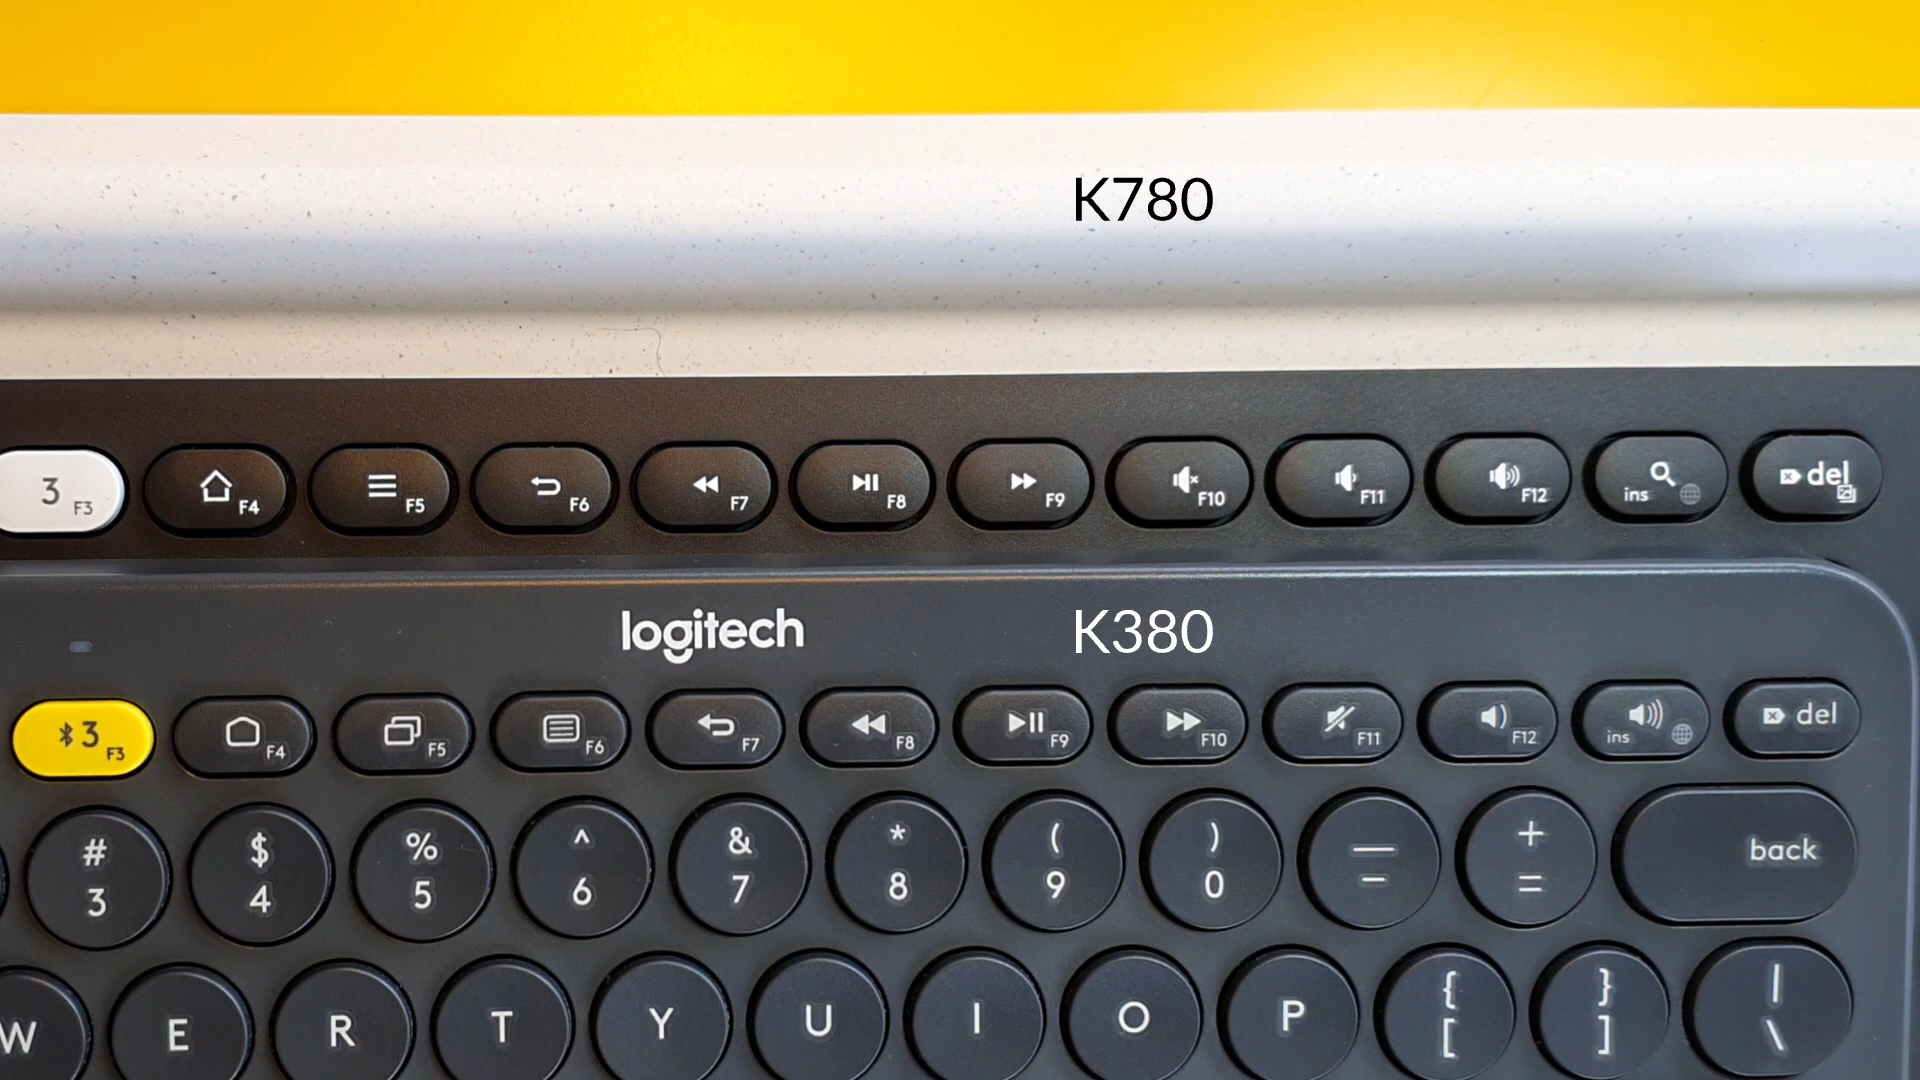 K780
3 F3 F4 F5 F6 F7 F8 F9 F10 F11 F12 ins del
logitech K380
3 F3 F4 F5 F6 F7 F8 F9 F10 F11 F12 ins del
# $ % ^ & * ( ) — +
3 4 5 6 7 8 9 0 - = back
W E R T Y U I O P { } |
[ ] \